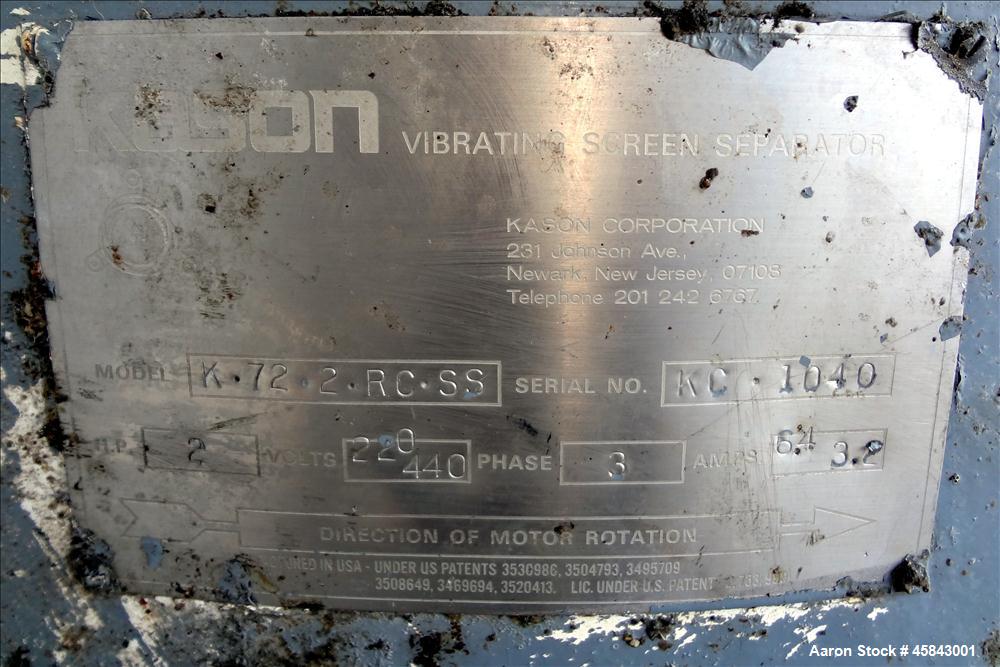 Kason VIBRATING SCREEN SEPARATOR
KASON CORPORATION
231 Johnson Ave.,
Newark, New Jersey, 07108
Telephone 201 242 6767
MODEL K·72·2·RC·SS SERIAL NO. KC·1040
H.P. 2 VOLTS 220 440 PHASE 3 AMPS 64 3.2
DIRECTION OF MOTOR ROTATION
IN USA - UNDER US PATENTS 3530986, 3504793, 3495709
3508649, 3469694, 3520413. LIC. UNDER U.S. PATENT
Aaron Stock # 45843001